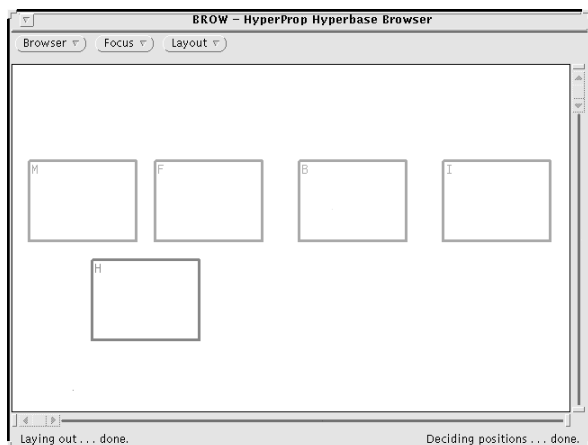 BROW – HyperProp Hyperbase Browser
Browser Focus Layout
M F B I
H
Laying out . . . done. Deciding positions . . . done.